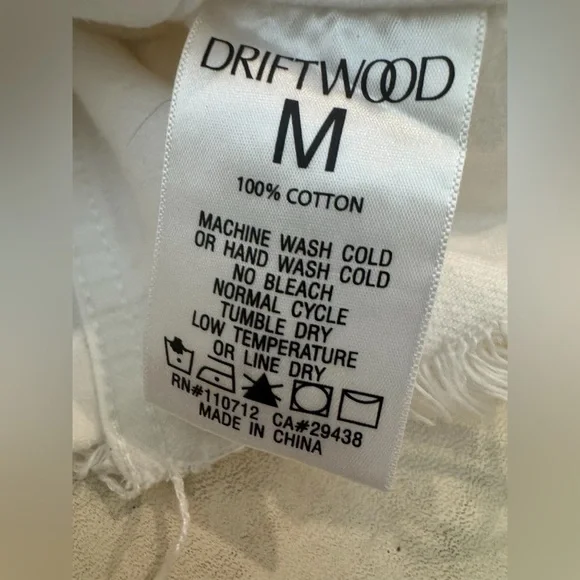 DRIFTWOOD
M
100% COTTON
MACHINE WASH COLD
OR HAND WASH COLD
NO BLEACH
NORMAL CYCLE
TUMBLE DRY
LOW TEMPERATURE
OR LINE DRY
RN#110712 CA#29438
MADE IN CHINA